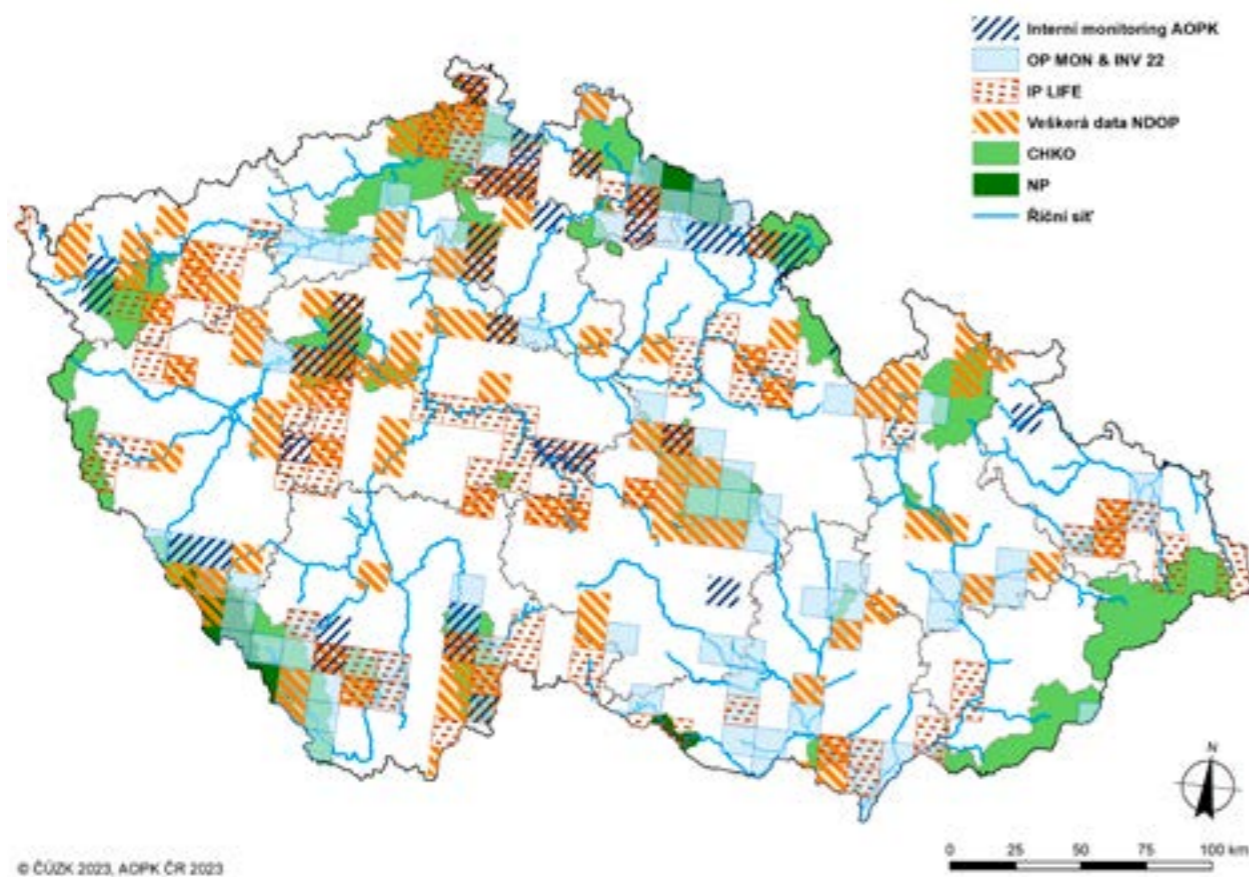 Interní monitoring AOPK
OP MON & INV 22
IP LIFE
Veškerá data NDOP
CHKO
NP
Říční síť
N
0 25 50 75 100 km
© ČÚZK 2023, AOPK ČR 2023